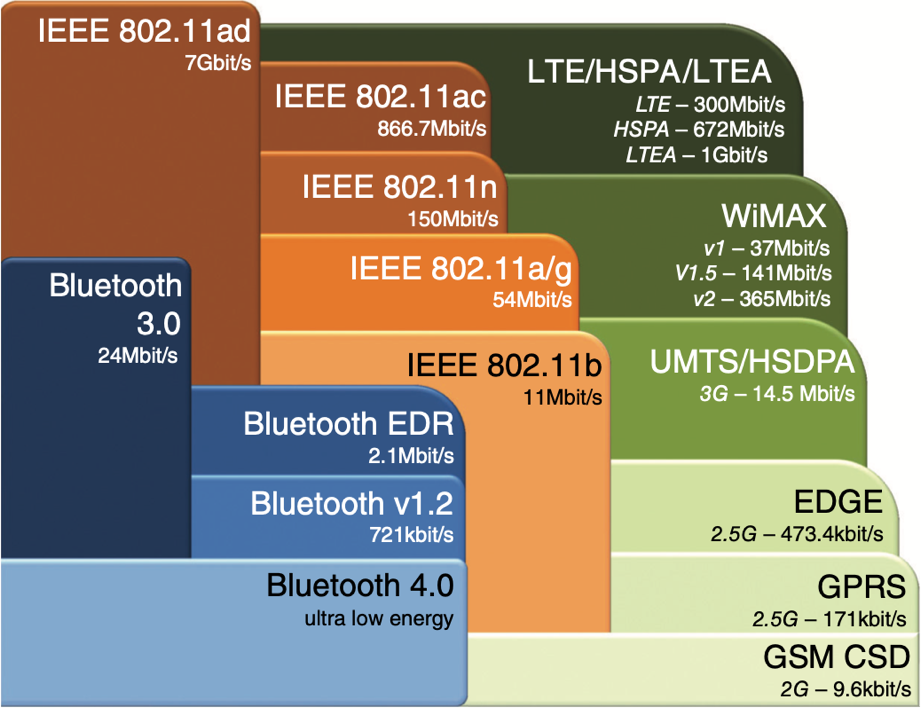 IEEE 802.11ad
7Gbit/s
IEEE 802.11ac
866.7Mbit/s
IEEE 802.11n
150Mbit/s
IEEE 802.11a/g
54Mbit/s
IEEE 802.11b
11Mbit/s
LTE/HSPA/LTEA
LTE – 300Mbit/s
HSPA – 672Mbit/s
LTEA – 1Gbit/s
WiMAX
v1 – 37Mbit/s
V1.5 – 141Mbit/s
v2 – 365Mbit/s
UMTS/HSDPA
3G – 14.5 Mbit/s
EDGE
2.5G – 473.4kbit/s
GPRS
2.5G – 171kbit/s
GSM CSD
2G – 9.6kbit/s
Bluetooth
3.0
24Mbit/s
Bluetooth EDR
2.1Mbit/s
Bluetooth v1.2
721kbit/s
Bluetooth 4.0
ultra low energy